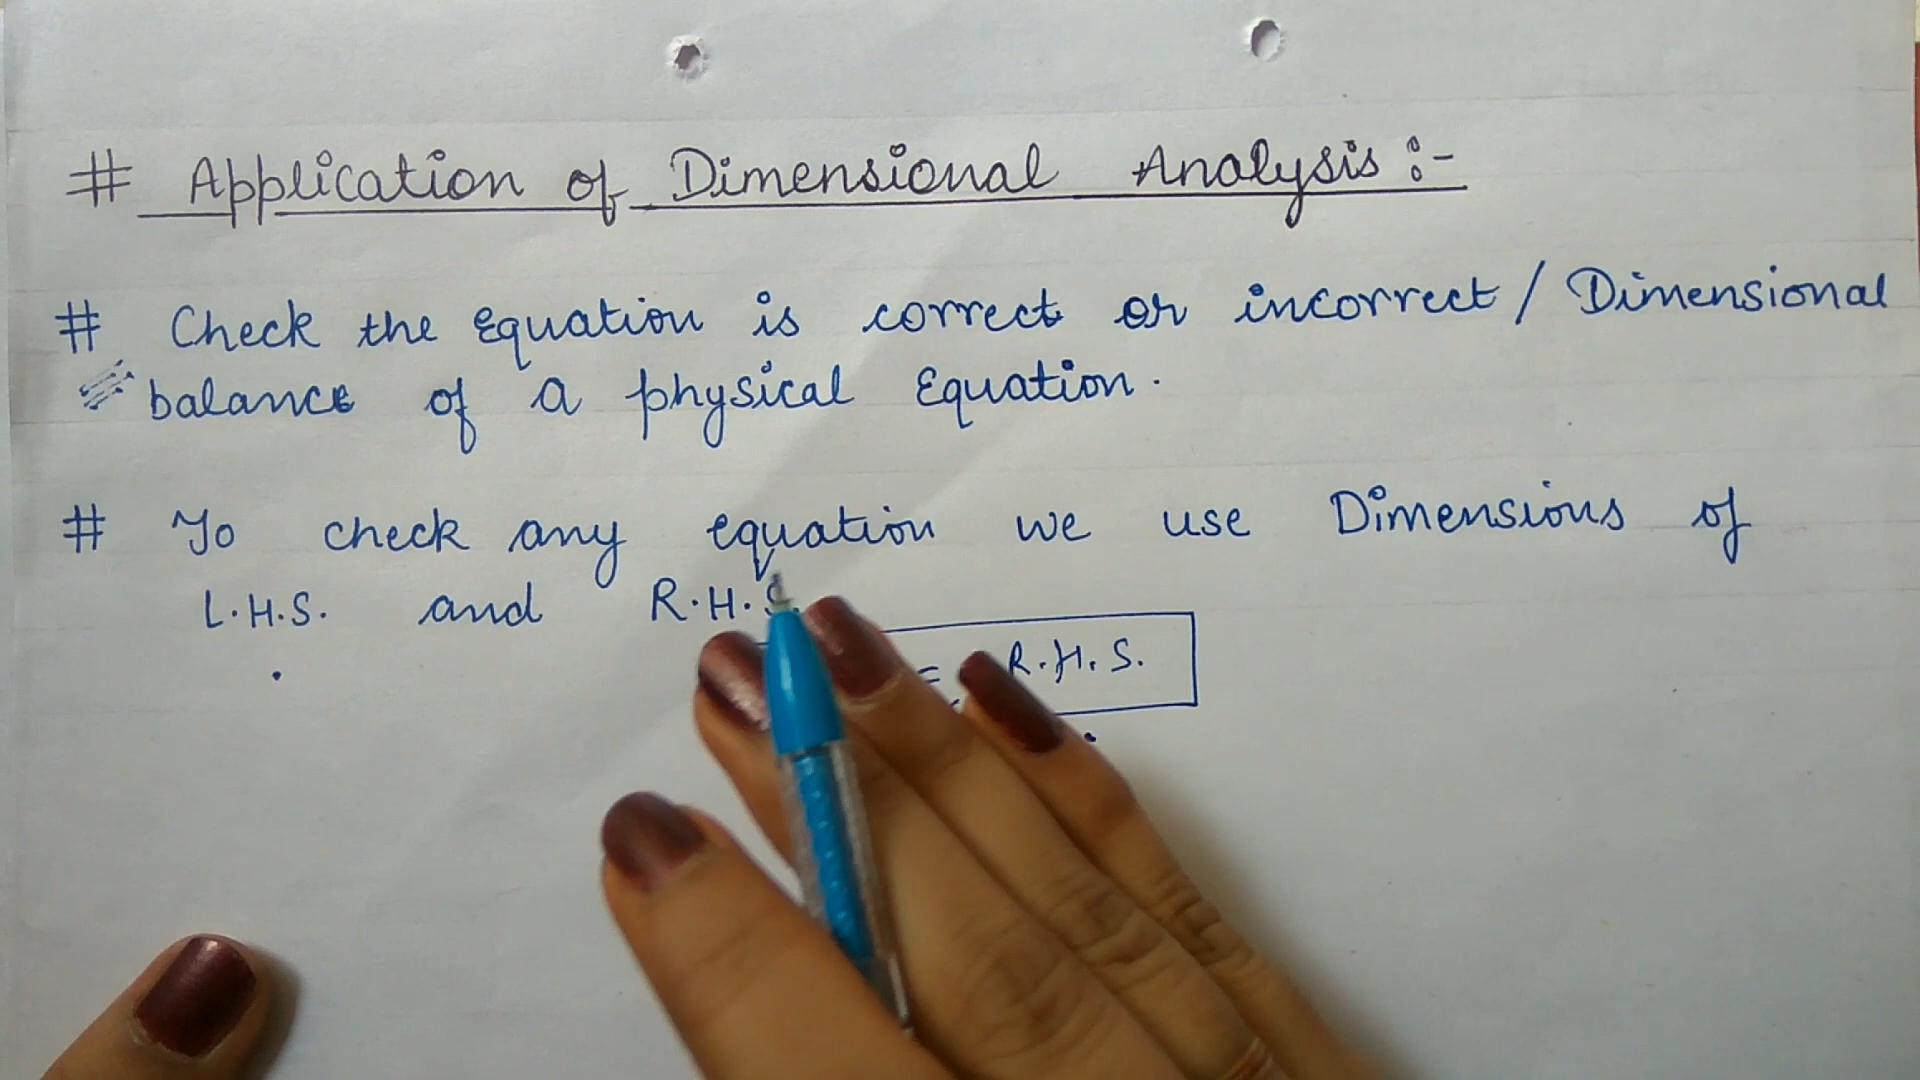 # Application of Dimensional Analysis :-
# Check the Equation is correct or incorrect / Dimensional
balance of a physical Equation.
# To check any equation we use Dimensions of
L.H.S. and R.H.S.
= R.H.S.